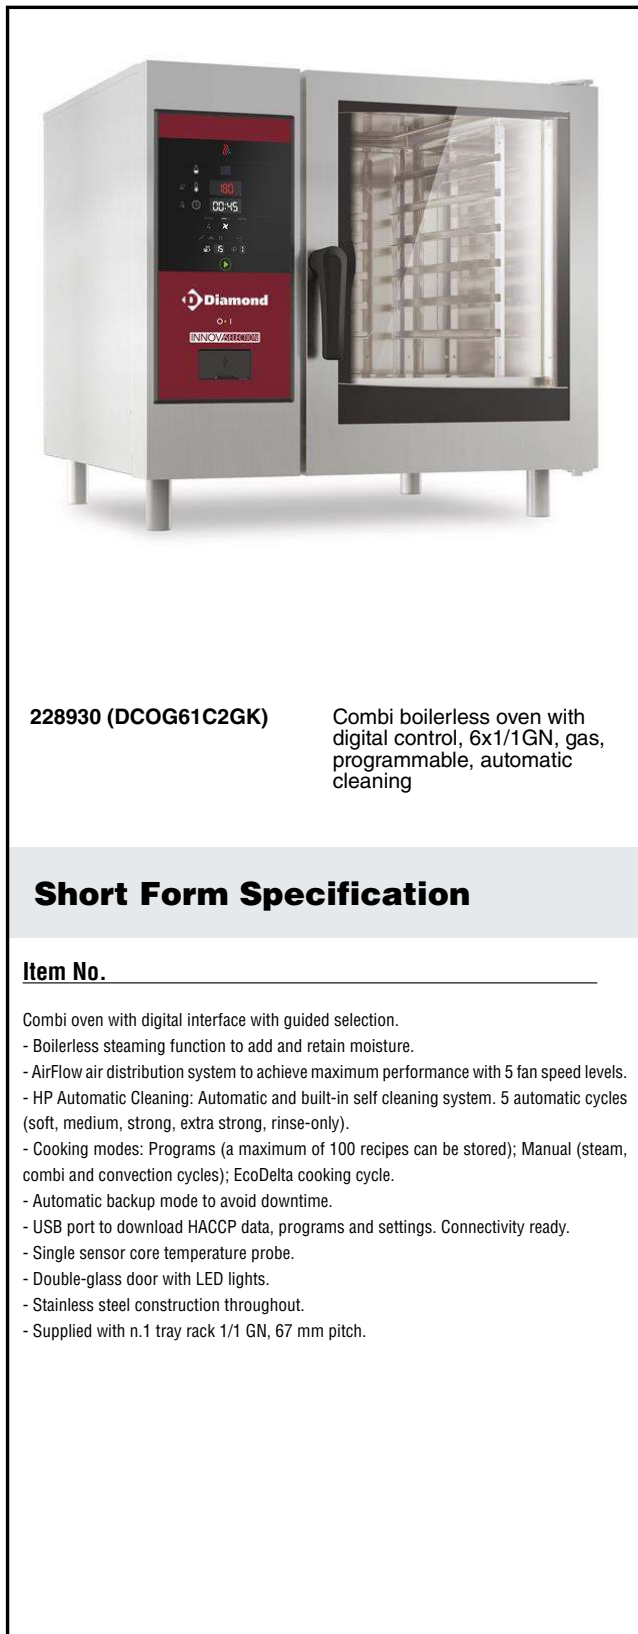 180
00:45
15
Diamond
INNOVASELECTION
228930 (DCOG61C2GK)
Combi boilerless oven with
digital control, 6x1/1GN, gas,
programmable, automatic
cleaning
Short Form Specification
Item No.
Combi oven with digital interface with guided selection.
- Boilerless steaming function to add and retain moisture.
- AirFlow air distribution system to achieve maximum performance with 5 fan speed levels.
- HP Automatic Cleaning: Automatic and built-in self cleaning system. 5 automatic cycles
(soft, medium, strong, extra strong, rinse-only).
- Cooking modes: Programs (a maximum of 100 recipes can be stored); Manual (steam,
combi and convection cycles); EcoDelta cooking cycle.
- Automatic backup mode to avoid downtime.
- USB port to download HACCP data, programs and settings. Connectivity ready.
- Single sensor core temperature probe.
- Double-glass door with LED lights.
- Stainless steel construction throughout.
- Supplied with n.1 tray rack 1/1 GN, 67 mm pitch.